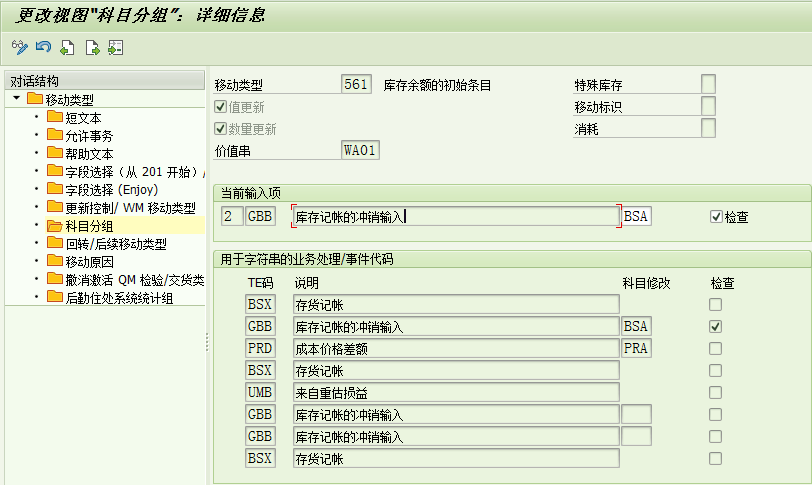 更改视图“科目分组”: 详细信息
对话结构
移动类型
短文本
允许事务
帮助文本
字段选择（从 201 开始）/
字段选择 (Enjoy)
更新控制/ WM 移动类型
科目分组
回转/后续移动类型
移动原因
撤消激活 QM 检验/交货类
后勤住处系统统计组
移动类型 561 库存余额的初始条目 特殊库存
值更新 移动标识
数量更新 消耗
价值串 WA01
当前输入项
2 GBB 库存记帐的冲销输入 BSA 检查
用于字符串的业务处理/事件代码
TE码 说明 科目修改 检查
BSX 存货记帐
GBB 库存记帐的冲销输入 BSA
PRD 成本价格差额 PRA
BSX 存货记帐
UMB 来自重估损益
GBB 库存记帐的冲销输入
GBB 库存记帐的冲销输入
BSX 存货记帐